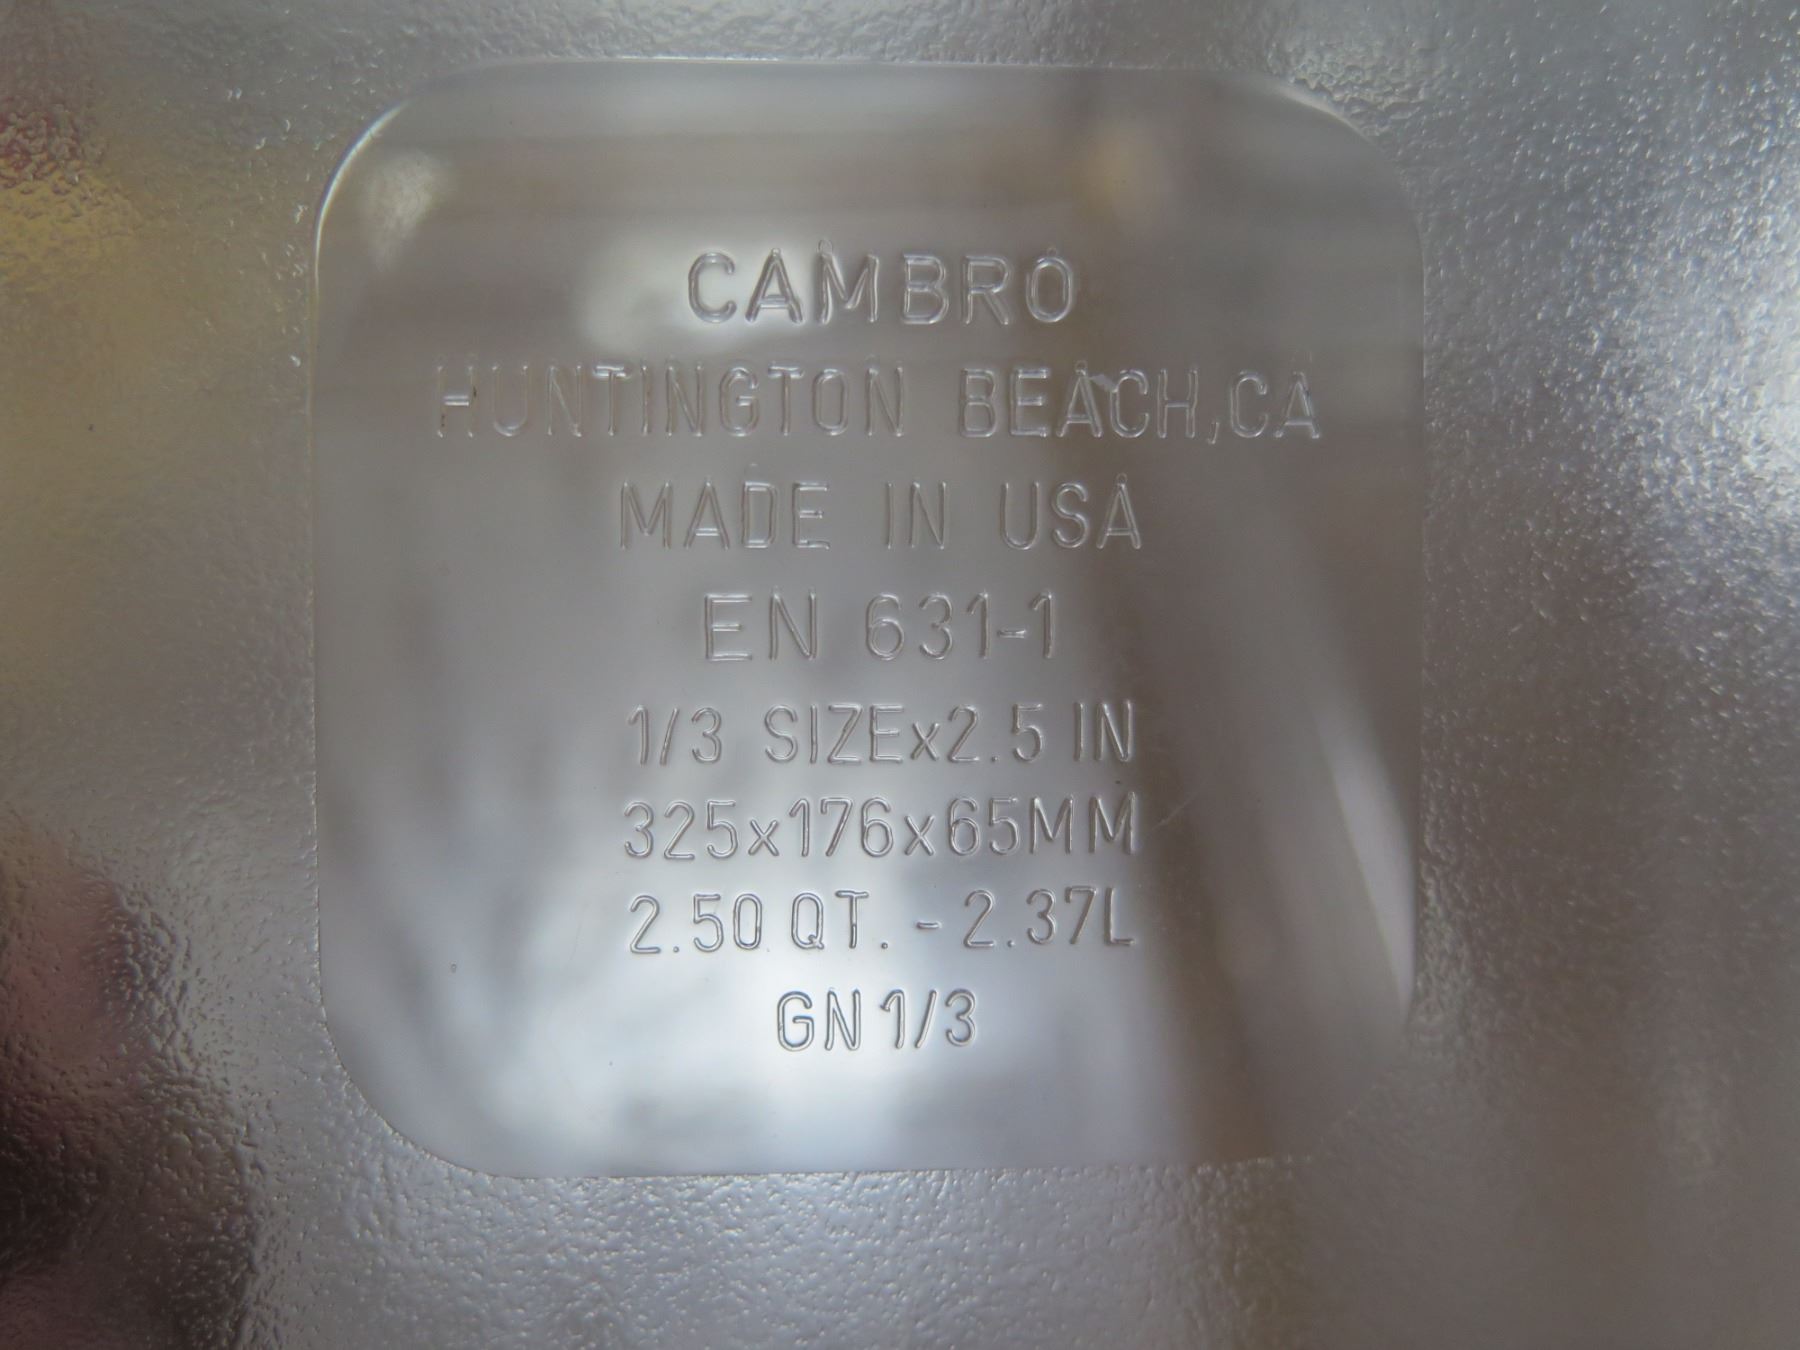 CAMBRO
HUNTINGTON BEACH,CA
MADE IN USA
EN 631-1
1/3 SIZEx2.5 IN
325x176x65MM
2.50 QT. - 2.37L
GN 1/3